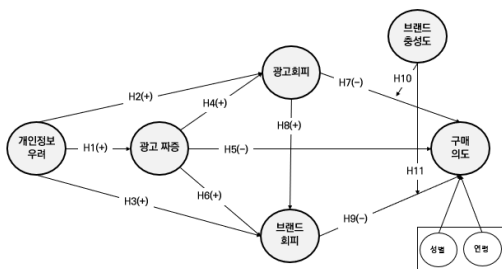 브랜드
충성도
광고회피
H10
H7(-)
H2(+)
H4(+)
H8(+)
개인정보
우려
H1(+)
광고 짜증
H5(-)
구매
의도
H11
H3(+)
H6(+)
브랜드
회피
H9(-)
성별
연령